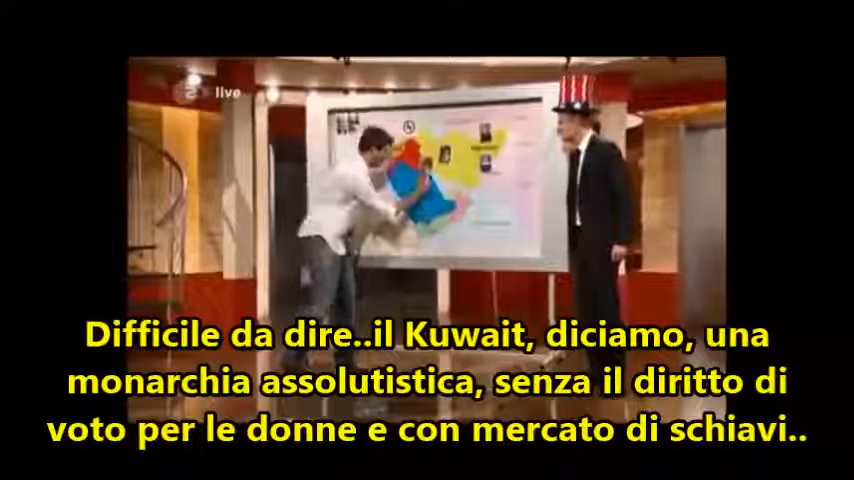 live
Difficile da dire..il Kuwait, diciamo, una
monarchia assolutistica, senza il diritto di
voto per le donne e con mercato di schiavi..